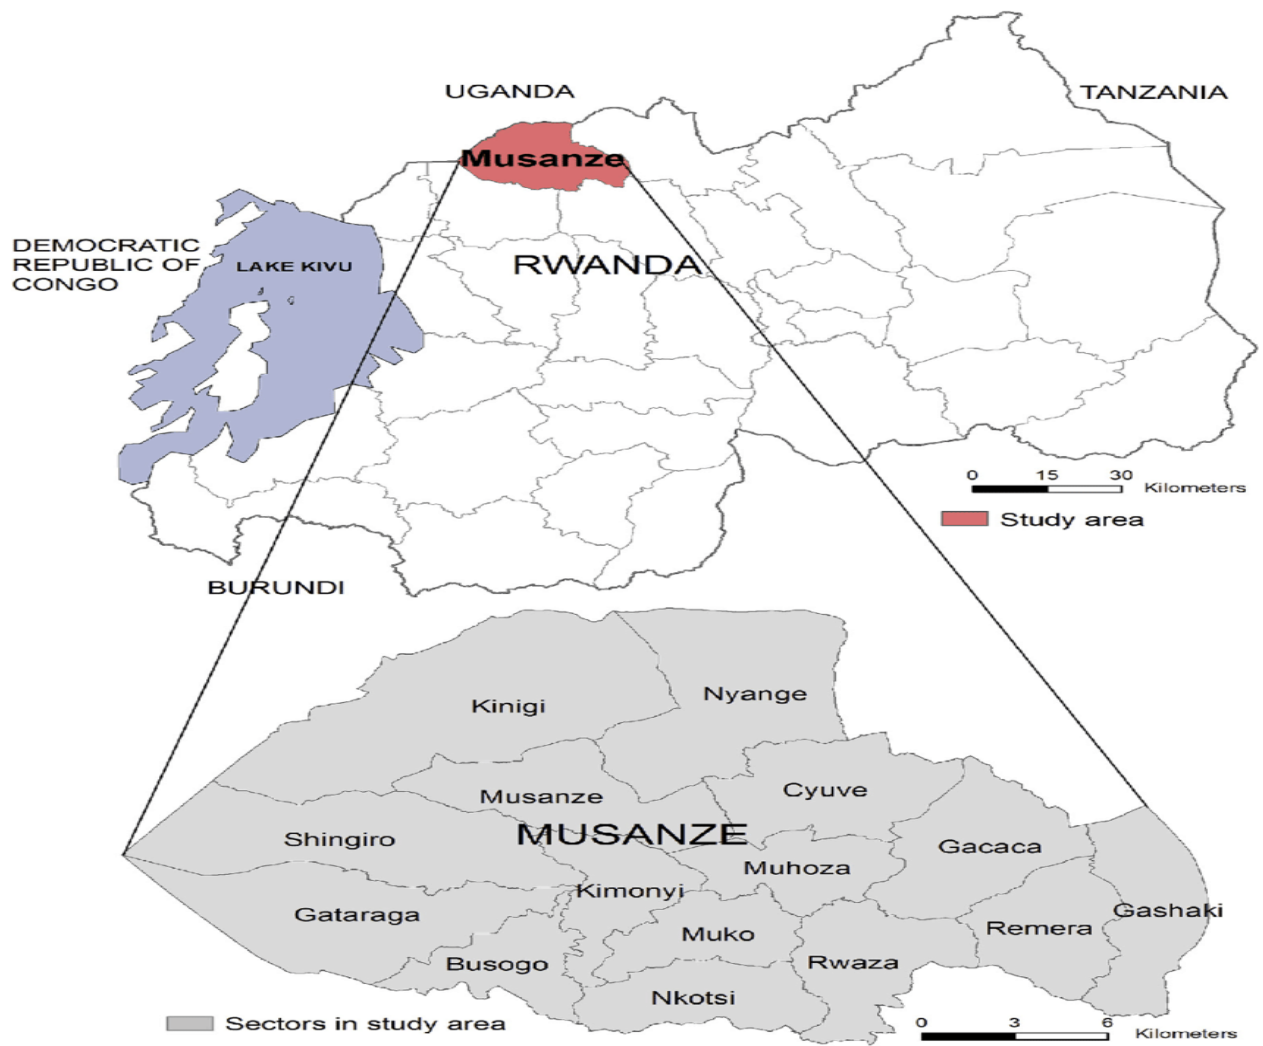 UGANDA
TANZANIA
Musanze
DEMOCRATIC
REPUBLIC OF
CONGO
LAKE KIVU
RWANDA
0 15 30
Kilometers
Study area
BURUNDI
Nyange
Kinigi
Cyuve
Musanze
MUSANZE
Shingiro
Gacaca
Muhoza
Kimonyi
Gataraga
Gashaki
Remera
Muko
Busogo
Rwaza
Nkotsi
Sectors in study area
0 3 6
Kilometers